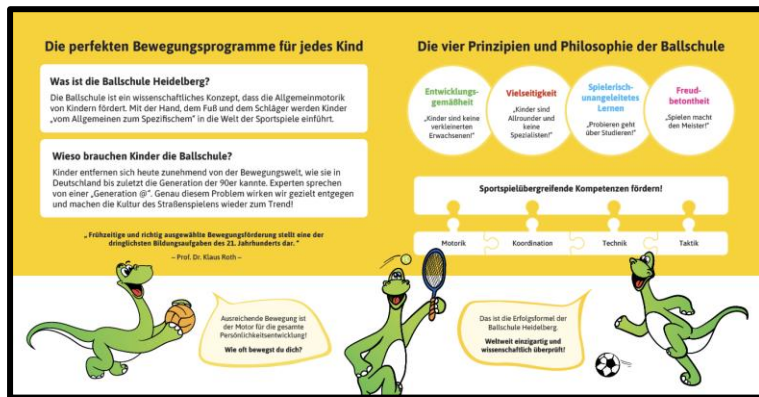 Die perfekten Bewegungsprogramme für jedes Kind
Was ist die Ballschule Heidelberg?
Die Ballschule ist ein wissenschaftliches Konzept, dass die Allgemeinmotorik
von Kindern fördert. Mit der Hand, dem Fuß und dem Schläger werden Kinder
„vom Allgemeinen zum Spezifischem“ in die Welt der Sportspiele einführt.
Wieso brauchen Kinder die Ballschule?
Kinder entfernen sich heute zunehmend von der Bewegungswelt, wie sie in
Deutschland bis zuletzt die Generation der 90er kannte. Experten sprechen
von einer „Generation @“. Genau diesem Problem wirken wir gezielt entgegen
und machen die Kultur des Straßenspielens wieder zum Trend!
„Frühzeitige und richtig ausgewählte Bewegungsförderung stellt eine der
dringlichsten Bildungsaufgaben des 21. Jahrhunderts dar.“
– Prof. Dr. Klaus Roth –
Ausreichende Bewegung ist
der Motor für die gesamte
Persönlichkeitsentwicklung!
Wie oft bewegst du dich?
Die vier Prinzipien und Philosophie der Ballschule
Entwicklungs-
gemäßheit
„Kinder sind keine
verkleinerten
Erwachsenen!“
Vielseitigkeit
„Kinder sind
Allrounder und
keine
Spezialisten!“
Spielerisch-
unangeleitetes
Lernen
„Probieren geht
über Studieren!“
Freud-
betontheit
„Spielen macht
den Meister!“
Sportspielübergreifende Kompetenzen fördern!
Motorik
Koordination
Technik
Taktik
Das ist die Erfolgsformel der
Ballschule Heidelberg.
Weltweit einzigartig und
wissenschaftlich überprüft!